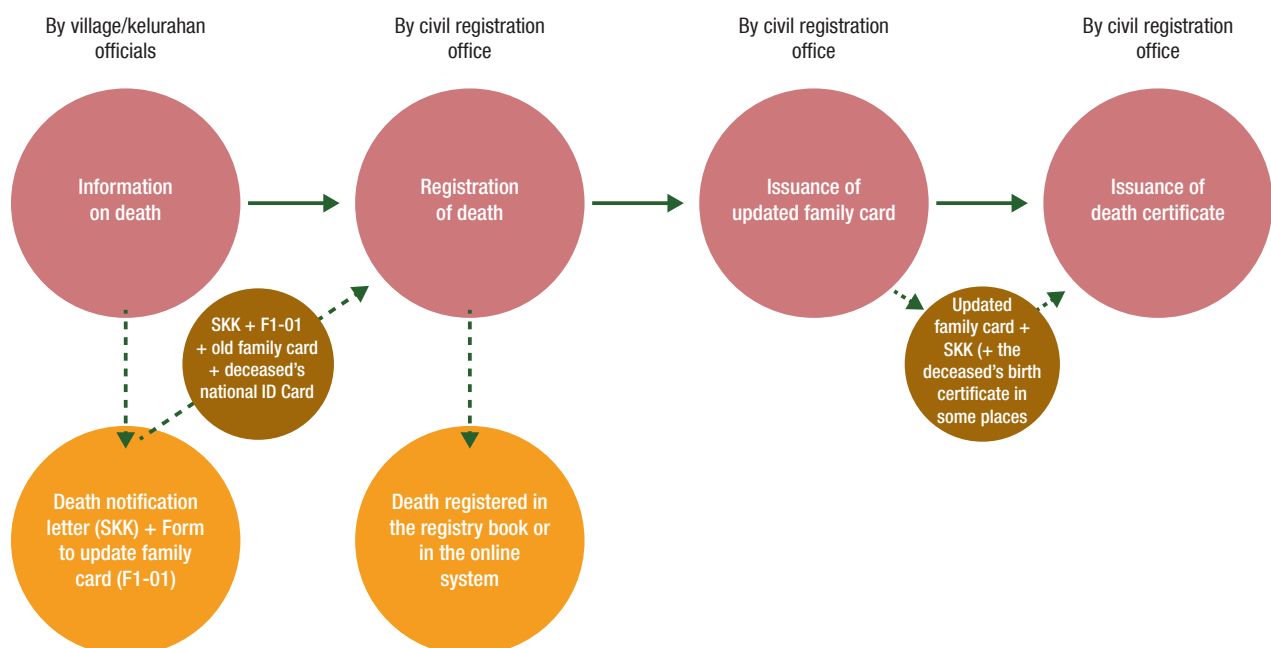 By village/kelurahan
officials
By civil registration
office
By civil registration
office
By civil registration
office
Information
on death
Registration
of death
Issuance of
updated family card
Issuance of
death certificate
SKK + F1-01
+ old family card
+ deceased's
national ID Card
Updated
family card +
SKK (+ the
deceased's birth
certificate in
some places
Death notification
letter (SKK) + Form
to update family
card (F1-01)
Death registered in
the registry book or
in the online
system